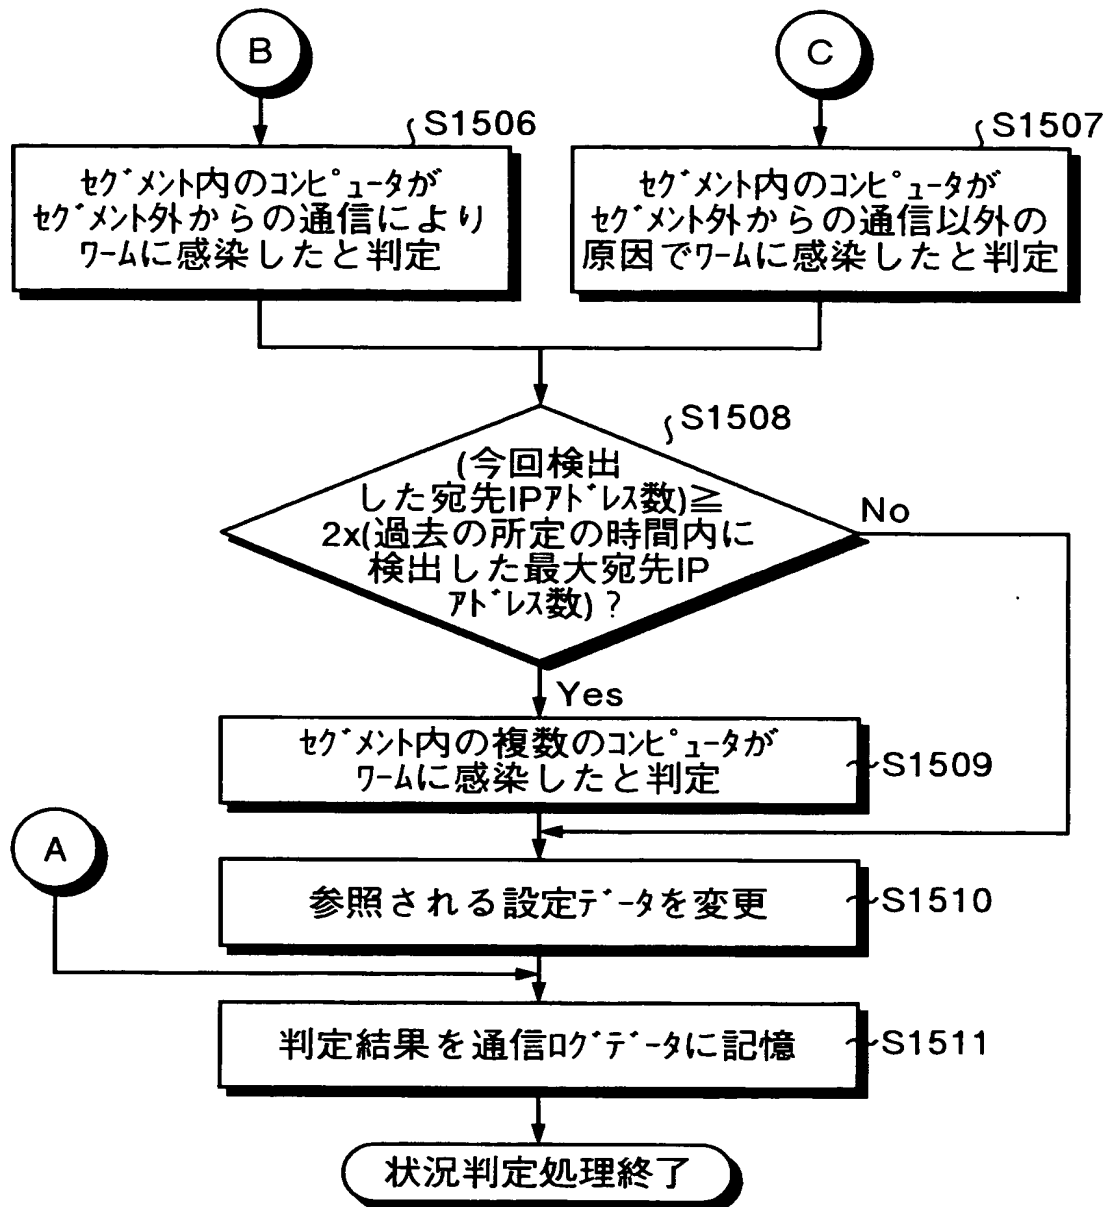 B
C
S1506
S1507
ｾｸﾞﾒﾝﾄ内のｺﾝﾋﾟｭｰﾀが
ｾｸﾞﾒﾝﾄ外からの通信により
ﾜｰﾑに感染したと判定
ｾｸﾞﾒﾝﾄ内のｺﾝﾋﾟｭｰﾀが
ｾｸﾞﾒﾝﾄ外からの通信以外の
原因でﾜｰﾑに感染したと判定
S1508
(今回検出
した宛先IPｱﾄﾞﾚｽ数)≧
2x(過去の所定の時間内に
検出した最大宛先IP
ｱﾄﾞﾚｽ数)?
No
Yes
ｾｸﾞﾒﾝﾄ内の複数のｺﾝﾋﾟｭｰﾀが
ﾜｰﾑに感染したと判定
S1509
A
参照される設定ﾃﾞｰﾀを変更
S1510
判定結果を通信ﾛｸﾞﾃﾞｰﾀに記憶
S1511
状況判定処理終了